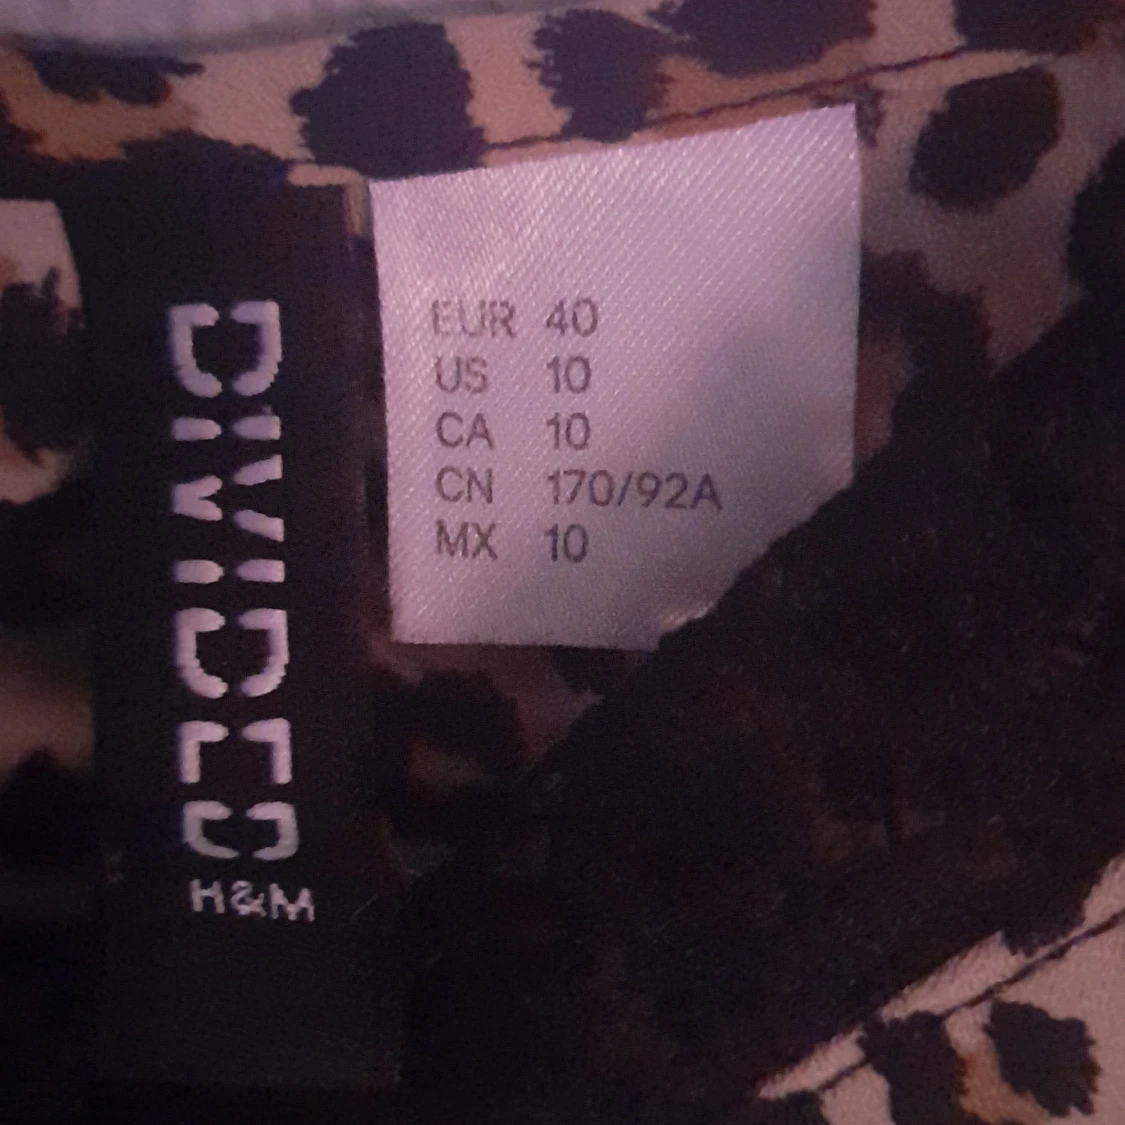 DIVIDED
H&M
EUR 40
US 10
CA 10
CN 170/92A
MX 10